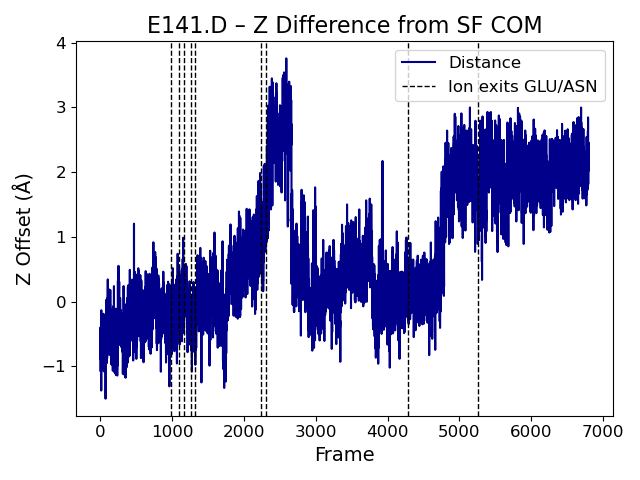 E141.D – Z Difference from SF COM
Z Offset (Å)
4
3
2
1
0
−1
Distance
Ion exits GLU/ASN
0 1000 2000 3000 4000 5000 6000 7000
Frame